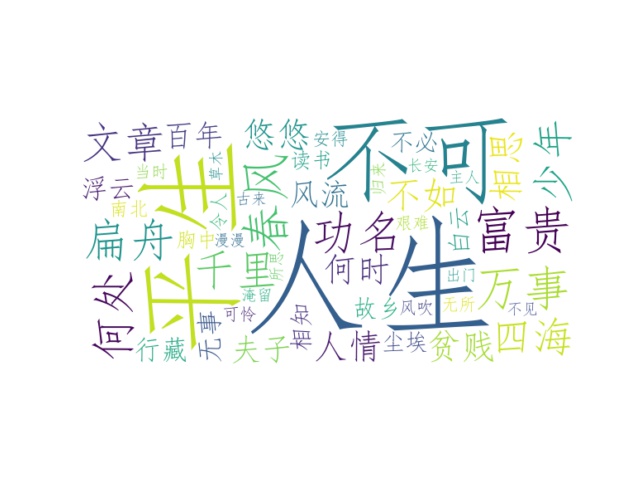 文章
百年
悠悠
安得
不可
不必
相思
少年
当时
草木
读书
长安
主人
浮云
平生
春风
风流
归来
不如
南北
令人
古来
扁舟
胸中
漫漫
千里
所思
功名
艰难
白云
富贵
何处
人生
何时
淹留
出门
万事
可怜
故乡
风吹
无所
不见
行藏
无事
夫子
相知
人情
尘埃
贫贱
四海